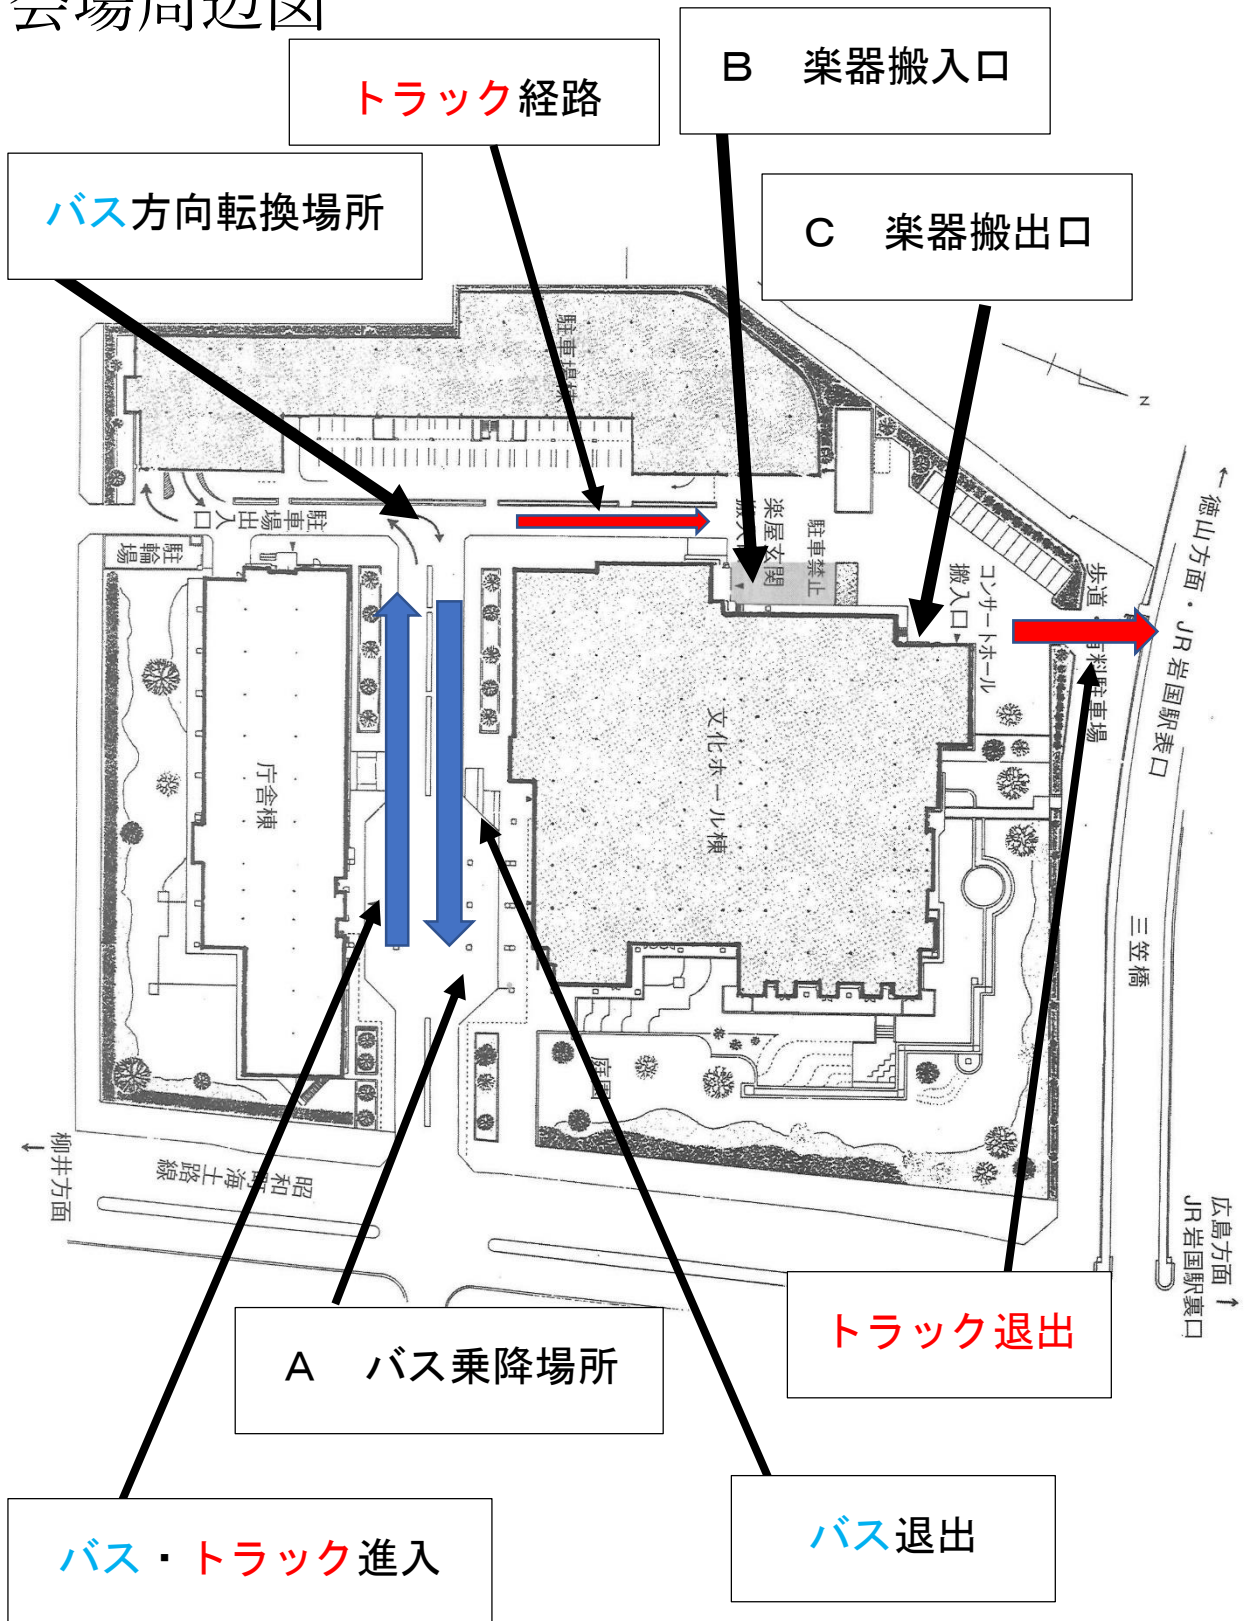 会場周辺図
トラック経路
B　楽器搬入口
バス方向転換場所
C　楽器搬出口
駐車場棟
N
←徳山方面・JR岩国駅表口
楽屋玄関
駐車禁止
コンサートホール
搬入口
駐車場
出入口
駐輪場
庁舎棟
文化ホール棟
三笠橋
庭園
昭和町海土路線
柳井方面→
広島方面→
JR岩国駅裏口
トラック退出
A　バス乗降場所
バス退出
バス・トラック進入